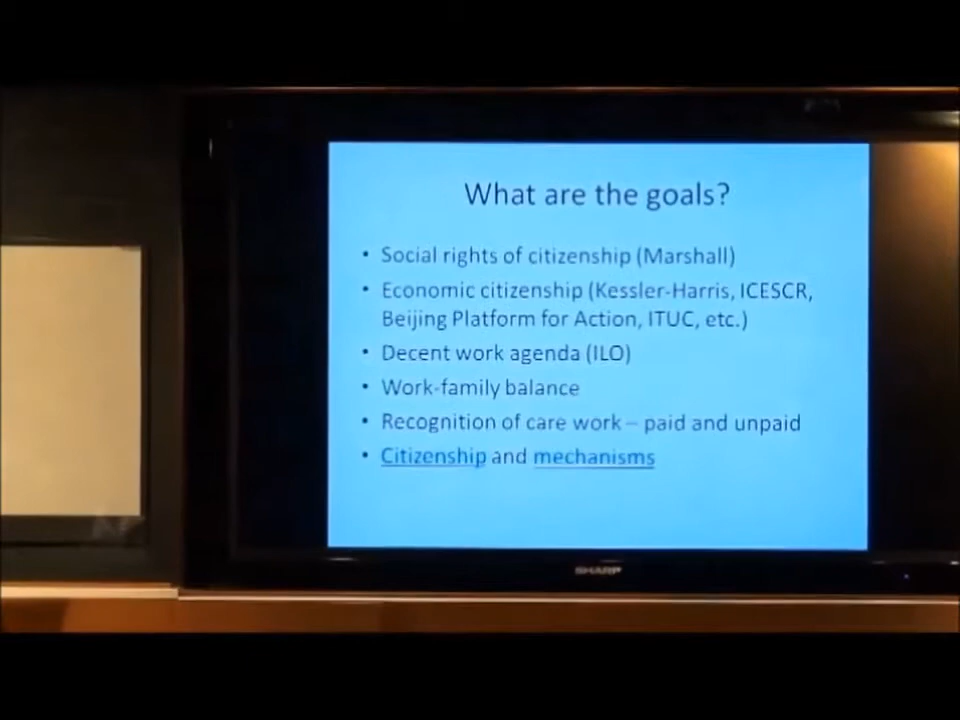 What are the goals?
• Social rights of citizenship (Marshall)
• Economic citizenship (Kessler-Harris, ICESCR,
Beijing Platform for Action, ITUC, etc.)
• Decent work agenda (ILO)
• Work-family balance
• Recognition of care work – paid and unpaid
• Citizenship and mechanisms
SHARP